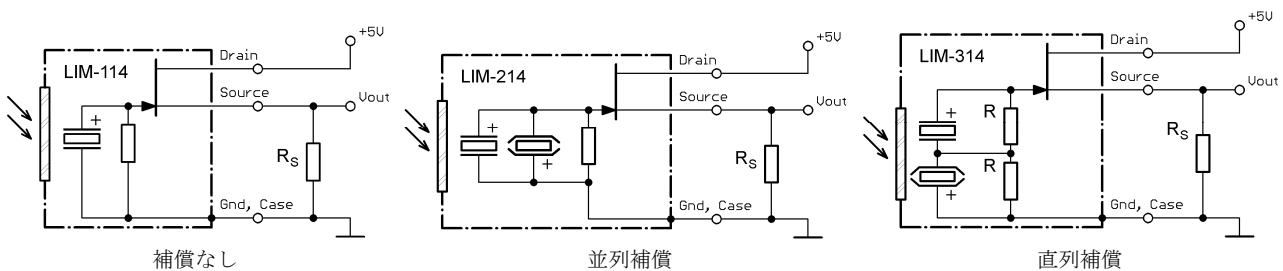 LIM-114
+
Drain
+5V
Source
Vout
RS
Gnd, Case
補償なし
LIM-214
+
+
Drain
+5V
Source
Vout
RS
Gnd, Case
並列補償
LIM-314
+
+
R
R
Drain
+5V
Source
Vout
RS
Gnd, Case
直列補償